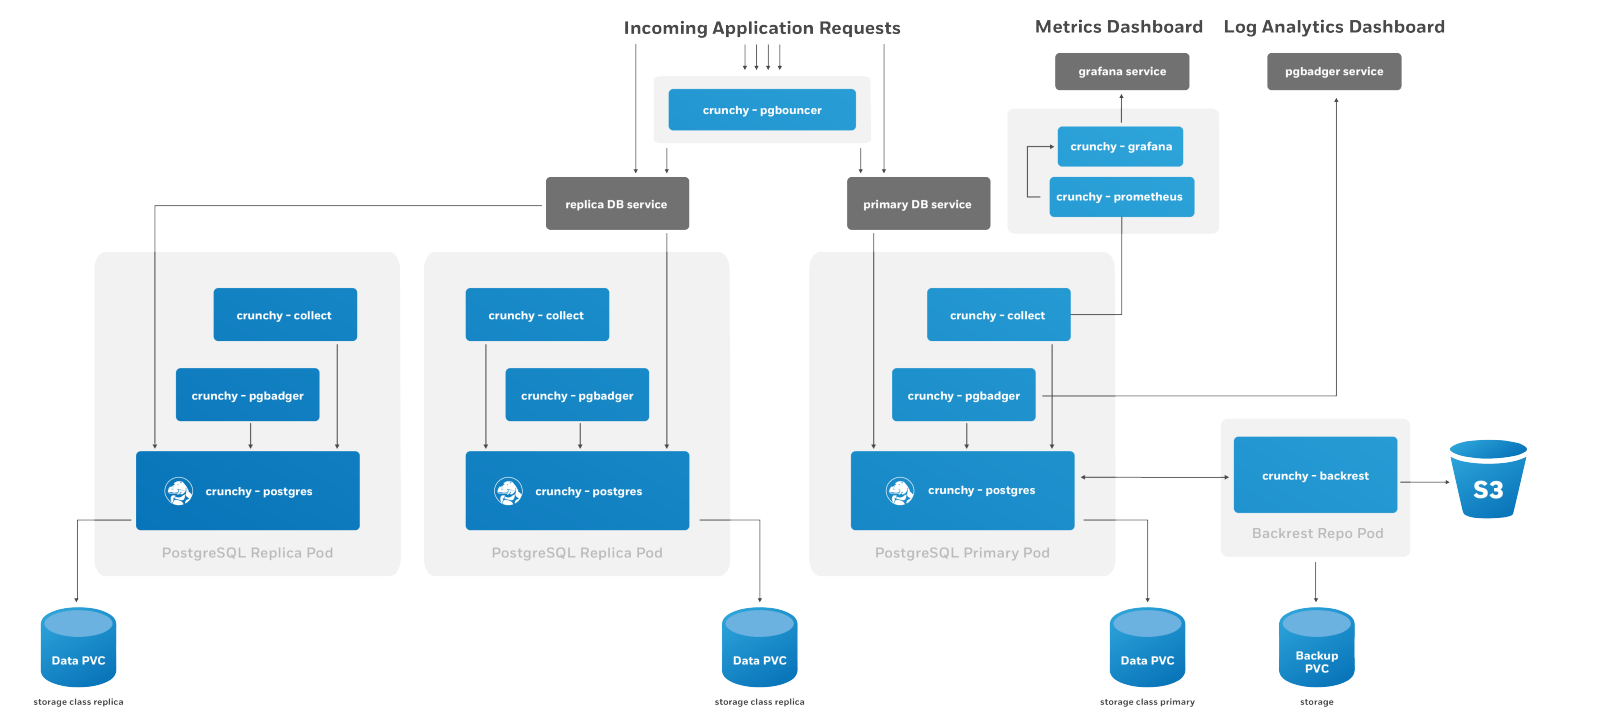 Incoming Application Requests
Metrics Dashboard
Log Analytics Dashboard
grafana service
pgbadger service
crunchy - pgbouncer
crunchy - grafana
crunchy - prometheus
replica DB service
primary DB service
crunchy - collect
crunchy - collect
crunchy - collect
crunchy - pgbadger
crunchy - pgbadger
crunchy - pgbadger
crunchy - postgres
crunchy - postgres
crunchy - postgres
crunchy - backrest
S3
PostgreSQL Replica Pod
PostgreSQL Replica Pod
PostgreSQL Primary Pod
Backrest Repo Pod
Data PVC
Data PVC
Data PVC
Backup
PVC
storage class replica
storage class replica
storage class primary
storage